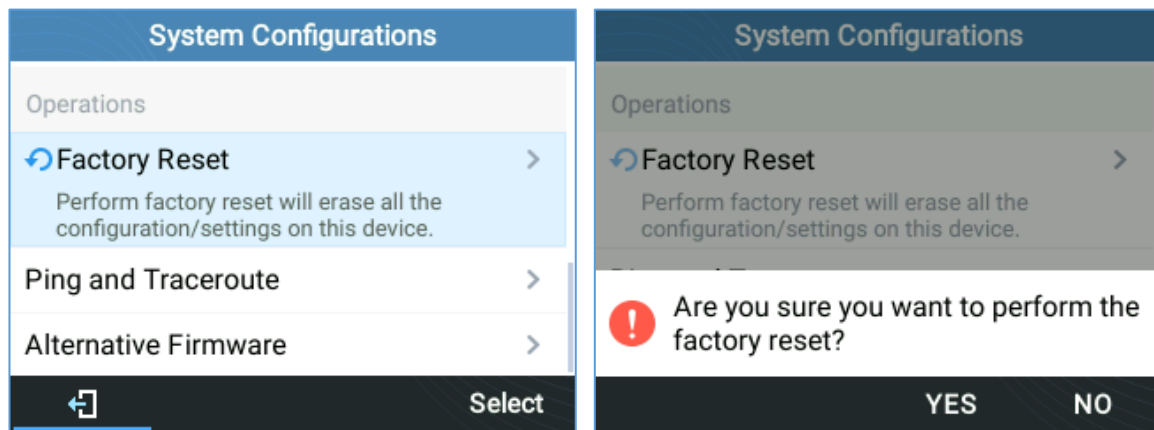 System Configurations
Operations
Factory Reset
Perform factory reset will erase all the
configuration/settings on this device.
Ping and Traceroute
Alternative Firmware
Select
System Configurations
Operations
Factory Reset
Perform factory reset will erase all the
configuration/settings on this device.
Are you sure you want to perform the
factory reset?
YES NO